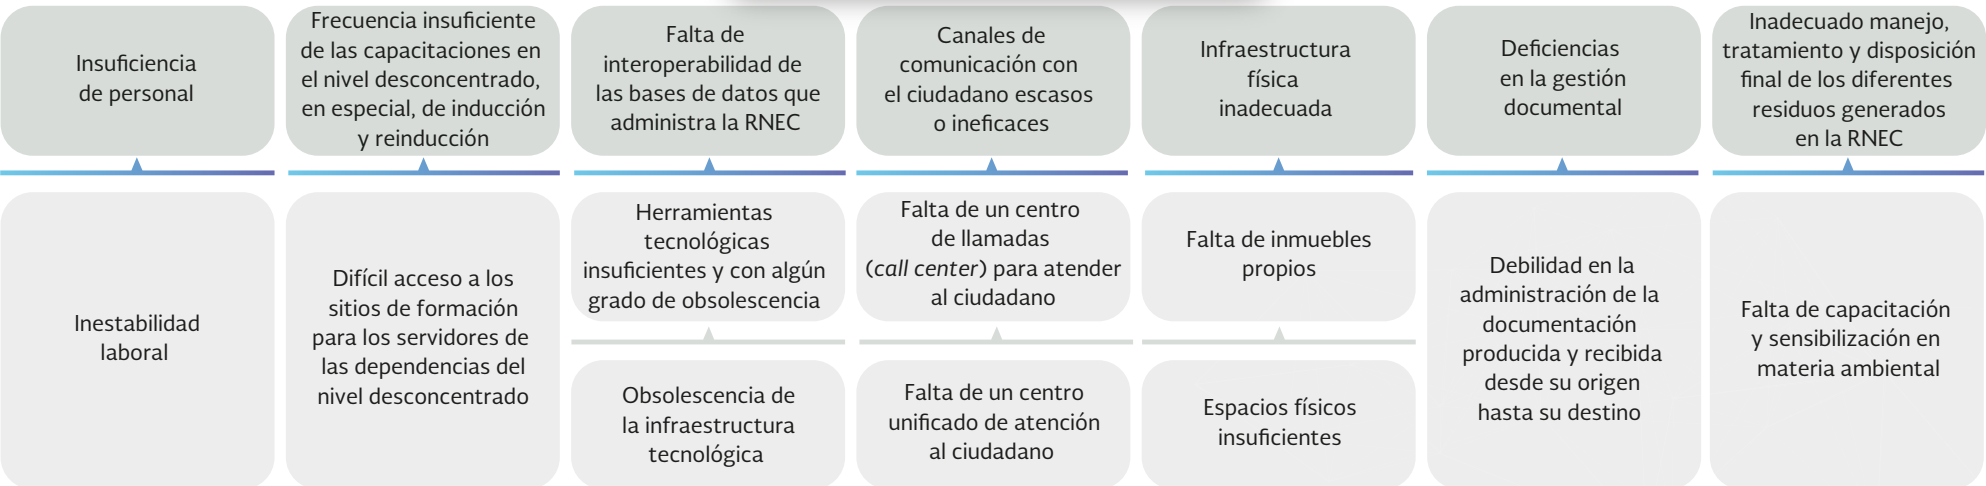 Insuficiencia
de personal
Frecuencia insuficiente
de las capacitaciones en
el nivel desconcentrado,
en especial, de inducción
y reinducción
Falta de
interoperabilidad de
las bases de datos que
administra la RNEC
Canales de
comunicación con
el ciudadano escasos
o ineficaces
Infraestructura
física
inadecuada
Deficiencias
en la gestión
documental
Inadecuado manejo,
tratamiento y disposición
final de los diferentes
residuos generados
en la RNEC
Inestabilidad
laboral
Difícil acceso a los
sitios de formación
para los servidores de
las dependencias del
nivel desconcentrado
Herramientas
tecnológicas
insuficientes y con algún
grado de obsolescencia
Obsolescencia de
la infraestructura
tecnológica
Falta de un centro
de llamadas
(call center) para atender
al ciudadano
Falta de un centro
unificado de atención
al ciudadano
Falta de inmuebles
propios
Espacios físicos
insuficientes
Debilidad en la
administración de la
documentación
producida y recibida
desde su origen
hasta su destino
Falta de capacitación
y sensibilización en
materia ambiental